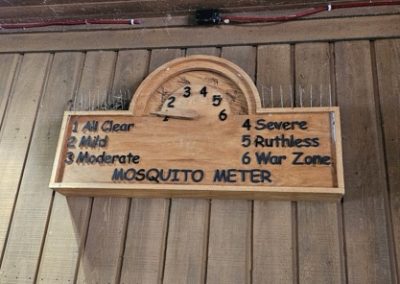 2 3 4 5 6
1 All Clear
2 Mild
3 Moderate
4 Severe
5 Ruthless
6 War Zone
MOSQUITO METER